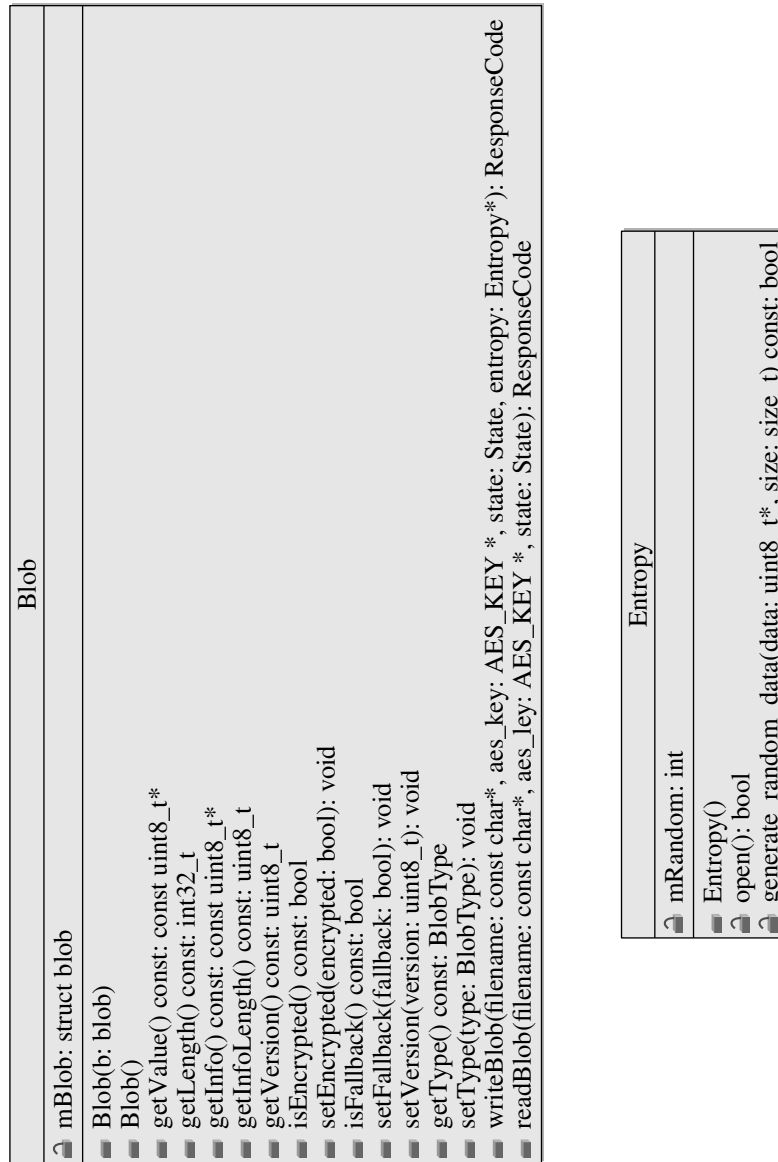 Blob
mBlob: struct blob
Blob(b: blob)
Blob()
getValue() const: const uint8_t*
getLength() const: int32_t
getInfo() const: const uint8_t*
getInfoLength() const: uint8_t
getVersion() const: uint8_t
isEncrypted() const: bool
setEncrypted(encrypted: bool): void
isFallback() const: bool
setFallback(fallback: bool): void
setVersion(version: uint8_t): void
getType() const: BlobType
setType(type: BlobType): void
writeBlob(filename: const char*, aes_key: AES_KEY *, state: State, entropy: Entropy*): ResponseCode
readBlob(filename: const char*, aes_ley: AES_KEY *, state: State): ResponseCode
Entropy
mRandom: int
Entropy()
open(): bool
generate_random_data(data: uint8_t*, size: size_t) const: bool